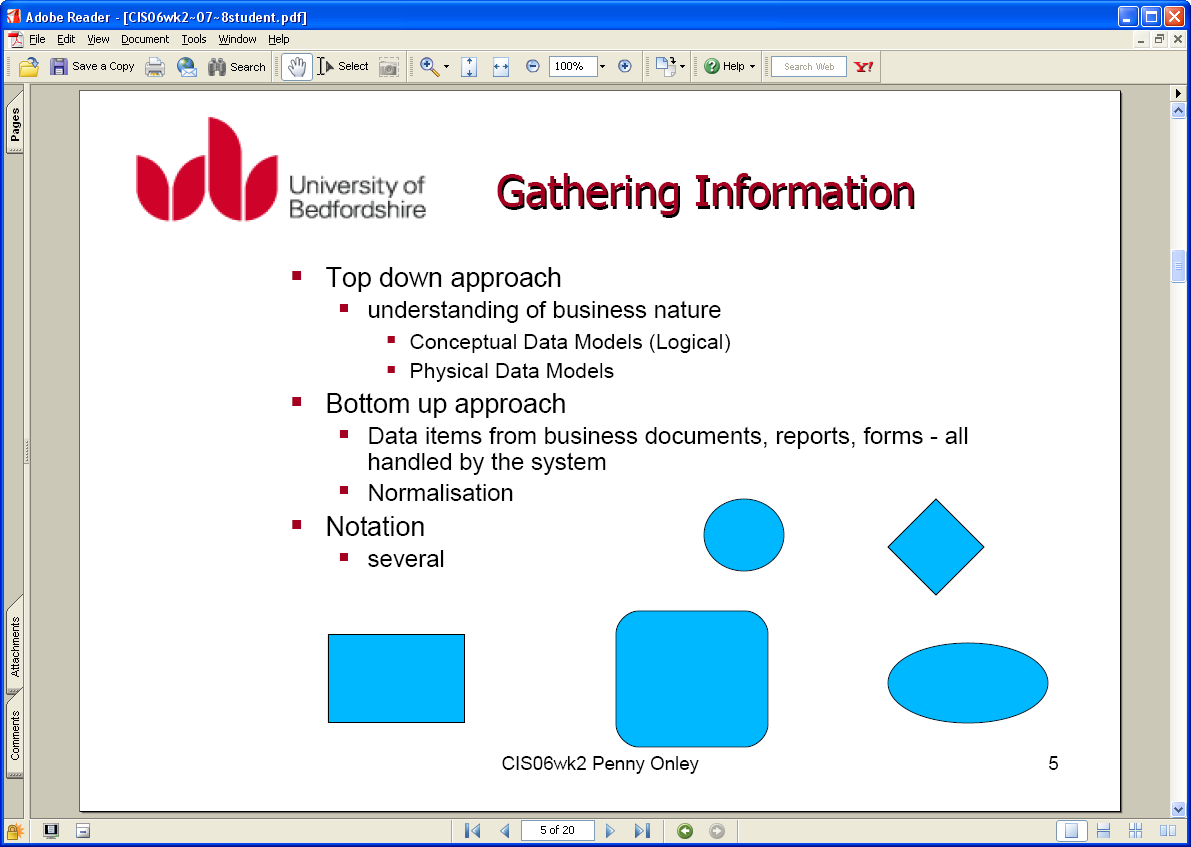 Adobe Reader - [CIS06wk2~07~8student.pdf]
File Edit View Document Tools Window Help
Save a Copy Search Select 100% Help Search Web Y!
Pages
University of
Bedfordshire
Gathering Information
Top down approach
understanding of business nature
Conceptual Data Models (Logical)
Physical Data Models
Bottom up approach
Data items from business documents, reports, forms - all
handled by the system
Normalisation
Notation
several
Attachments
Comments
CIS06wk2 Penny Onley 5
5 of 20